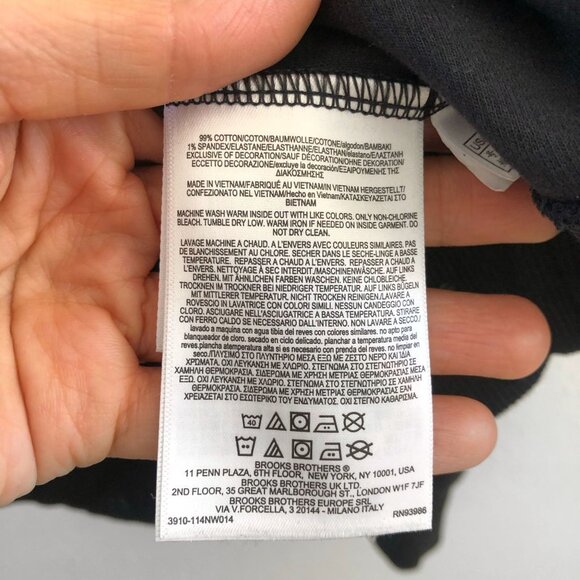 99% COTTON/COTON/BAUMWOLLE/COTONE/algodon/BAMBAKI
1% SPANDEX/ELASTANE/ELASTHANNE/ELASTHAN/elastano/ΕΛΑΣΤΑΝΗ
EXCLUSIVE OF DECORATION/SAUF DÉCORATION/OHNE DEKORATION/
ECCETTO DECORAZIONE/excluye la decoración/ΕΞΑΙΡΟΥΜΕΝΗΣ ΤΗΣ
ΔΙΑΚΟΣΜΗΣΗΣ
MADE IN VIETNAM/FABRIQUÉ AU VIETNAM/IN VIETNAM HERGESTELLT/
CONFEZIONATO NEL VIETNAM/Hecho en Vietnam/ΚΑΤΑΣΚΕΥΑΖΕΤΑΙ ΣΤΟ
ΒΙΕΤΝΑΜ
MACHINE WASH WARM INSIDE OUT WITH LIKE COLORS. ONLY NON-CHLORINE
BLEACH. TUMBLE DRY LOW. WARM IRON IF NEEDED ON INSIDE GARMENT. DO
NOT DRY CLEAN.
LAVAGE MACHINE A CHAUD. A L'ENVERS AVEC COULEURS SIMILAIRES. PAS
DE BLANCHISSEMENT AU CHLORE. SECHER DANS LE SECHE-LINGE A BASSE
TEMPERATURE. REPASSER A CHAUD ET A L'ENVERS, REPASSER A CHAUD A
L'ENVERS. NETTOYAGE À SEC INTERDIT./MASCHINENWÄSCHE. AUF LINKS
DREHEN. MIT ÄHNLICHEN FARBEN WASCHEN. KEINE CHLORBLEICHE.
TROCKNEN IM TROCKNER BEI NIEDRIGER TEMPERATUR. AUF LINKS BÜGELN
MIT MITTLERER TEMPERATUR. NICHT TROCKEN REINIGEN./LAVARE A
ROVESCIO IN LAVATRICE CON COLORI SIMILI. NESSUN CANDEGGIO CON
CLORO. ASCIUGARE NELL'ASCIUGATRICE A BASSA TEMPERATURA. STIRARE
CON FERRO CALDO SE NECESSARIO DALL'INTERNO. NON LAVARE A SECCO./
lavado a maquina con agua tibia del reves con colores similares. no apto para
blanqueador de cloro. secado en ciclo delicado. planchar a temperatura media del
reves.plancha atemperatura alta si es necesario del reves. no limpiar en
seco./ΠΛΥΣΙΜΟ ΣΤΟ ΠΛΥΝΤΗΡΙΟ ΜΕΣΑ ΕΞΩ ΜΕ ΖΕΣΤΟ ΝΕΡΟ ΚΑΙ ΙΔΙΑ
ΧΡΩΜΑΤΑ, ΟΧΙ ΛΕΥΚΑΝΣΗ ΜΕ ΧΛΩΡΙΟ. ΣΤΕΓΝΩΜΑ ΣΤΟ ΣΤΕΓΝΩΤΗΡΙΟ ΣΕ
ΧΑΜΗΛΗ ΘΕΡΜΟΚΡΑΣΙΑ, ΣΙΔΕΡΩΜΑ ΜΕ ΧΡΗΣΗ ΜΕΤΡΙΑΣ ΘΕΡΜΟΚΡΑΣΙΑΣ ΜΕΣΑ
ΕΞΩ, ΟΧΙ ΛΕΥΚΑΝΣΗ ΜΕ ΧΛΩΡΙΟ. ΣΤΕΓΝΩΜΑ ΣΤΟ ΣΤΕΓΝΩΤΗΡΙΟ ΣΕ ΧΑΜΗΛΗ
ΘΕΡΜΟΚΡΑΣΙΑ, ΣΙΔΕΡΩΜΑ ΜΕ ΧΡΗΣΗ ΜΕΤΡΙΑΣ ΘΕΡΜΟΚΡΑΣΙΑΣ ΕΑΝ
ΧΡΕΙΑΖΕΤΑΙ ΣΤΟ ΕΣΩΤΕΡΙΚΟ ΤΟΥ ΕΝΔΥΜΑΤΟΣ. ΟΧΙ ΣΤΕΓΝΟ ΚΑΘΑΡΙΣΜΑ.
40
BROOKS BROTHERS ®
11 PENN PLAZA, 6TH FLOOR, NEW YORK, NY 10001, USA
BROOKS BROTHERS UK LTD.
2ND FLOOR, 35 GREAT MARLBOROUGH ST., LONDON W1F 7JF
BROOKS BROTHERS EUROPE SRL
VIA V.FORCELLA, 3 20144 - MILANO ITALY
3910-114NW014 RN93986